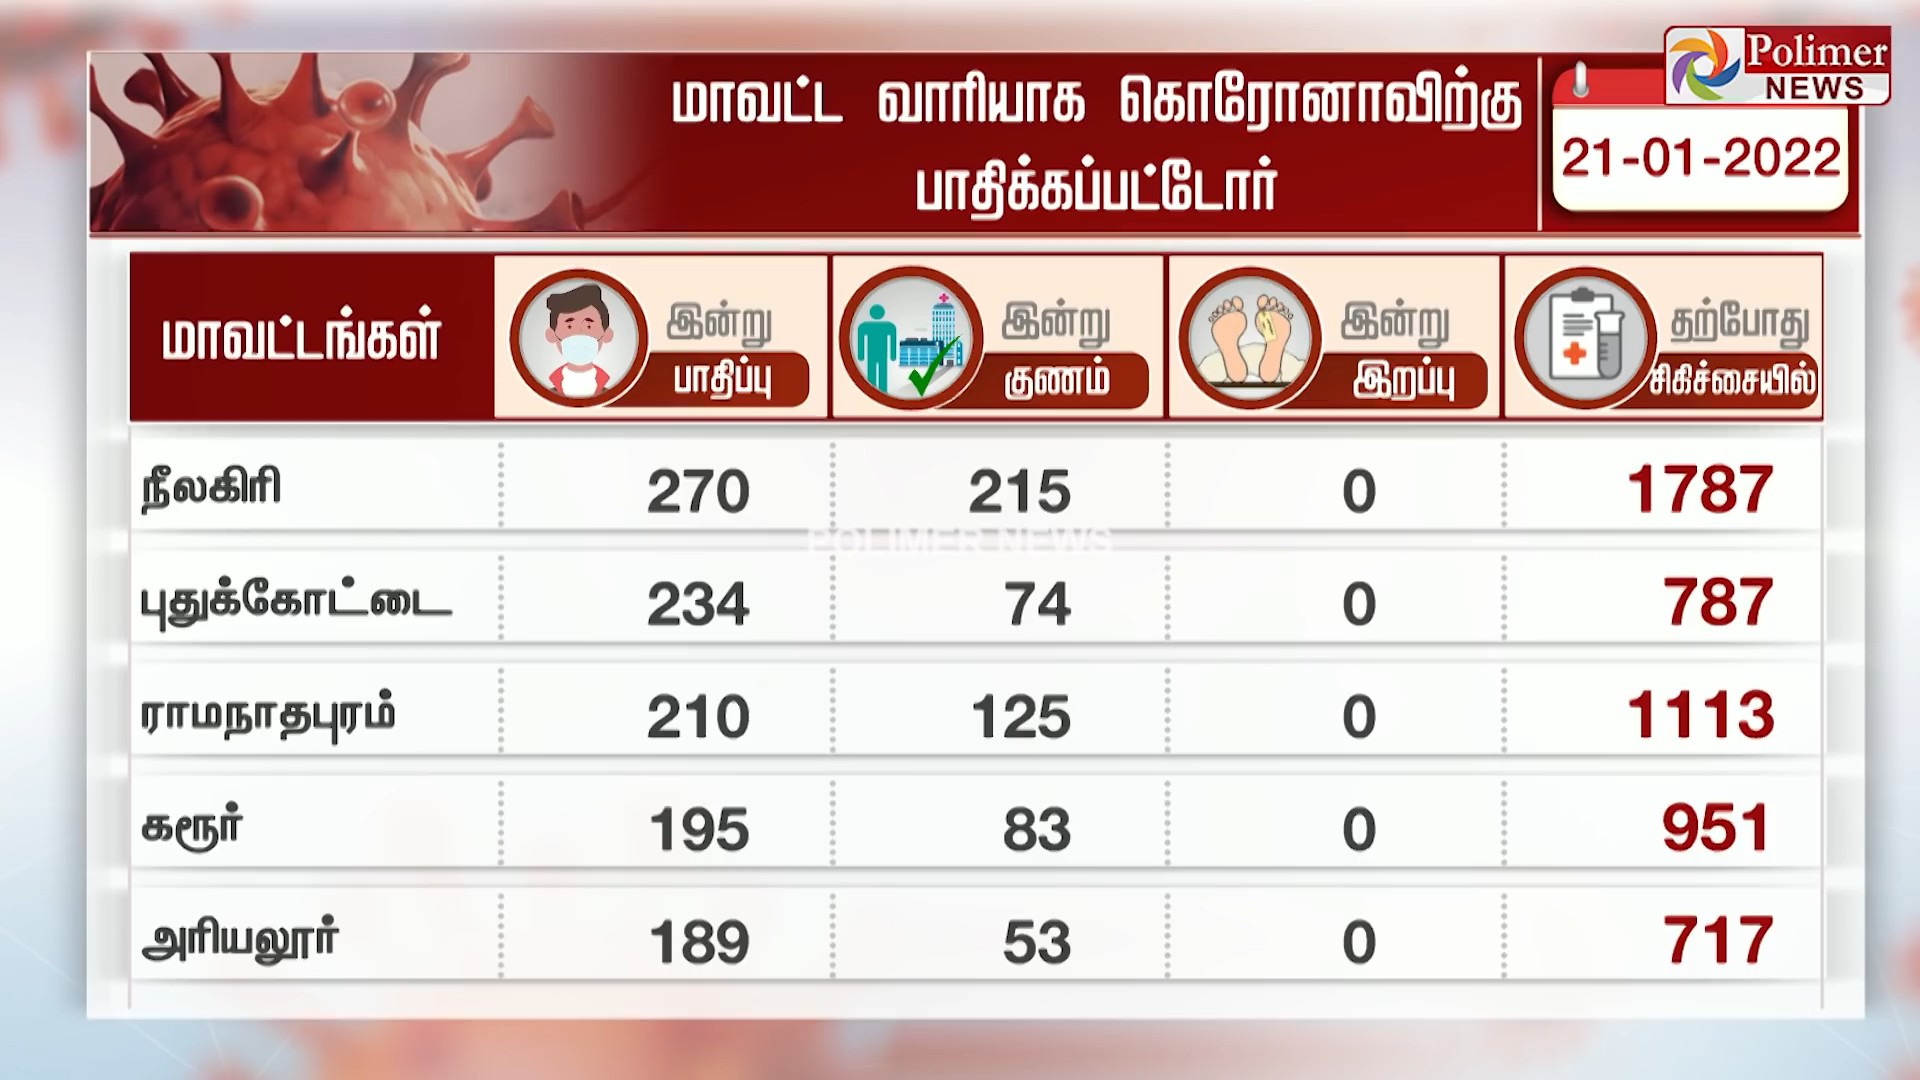 மாவட்ட வாரியாக கொரோனாவிற்கு
பாதிக்கப்பட்டோர்
Polimer
NEWS
21-01-2022
மாவட்டங்கள்
இன்று
பாதிப்பு
இன்று
குணம்
இன்று
இறப்பு
தற்போது
சிகிச்சையில்
நீலகிரி 270 215 0 1787
POLIMER NEWS
புதுக்கோட்டை 234 74 0 787
ராமநாதபுரம் 210 125 0 1113
கரூர் 195 83 0 951
அரியலூர் 189 53 0 717